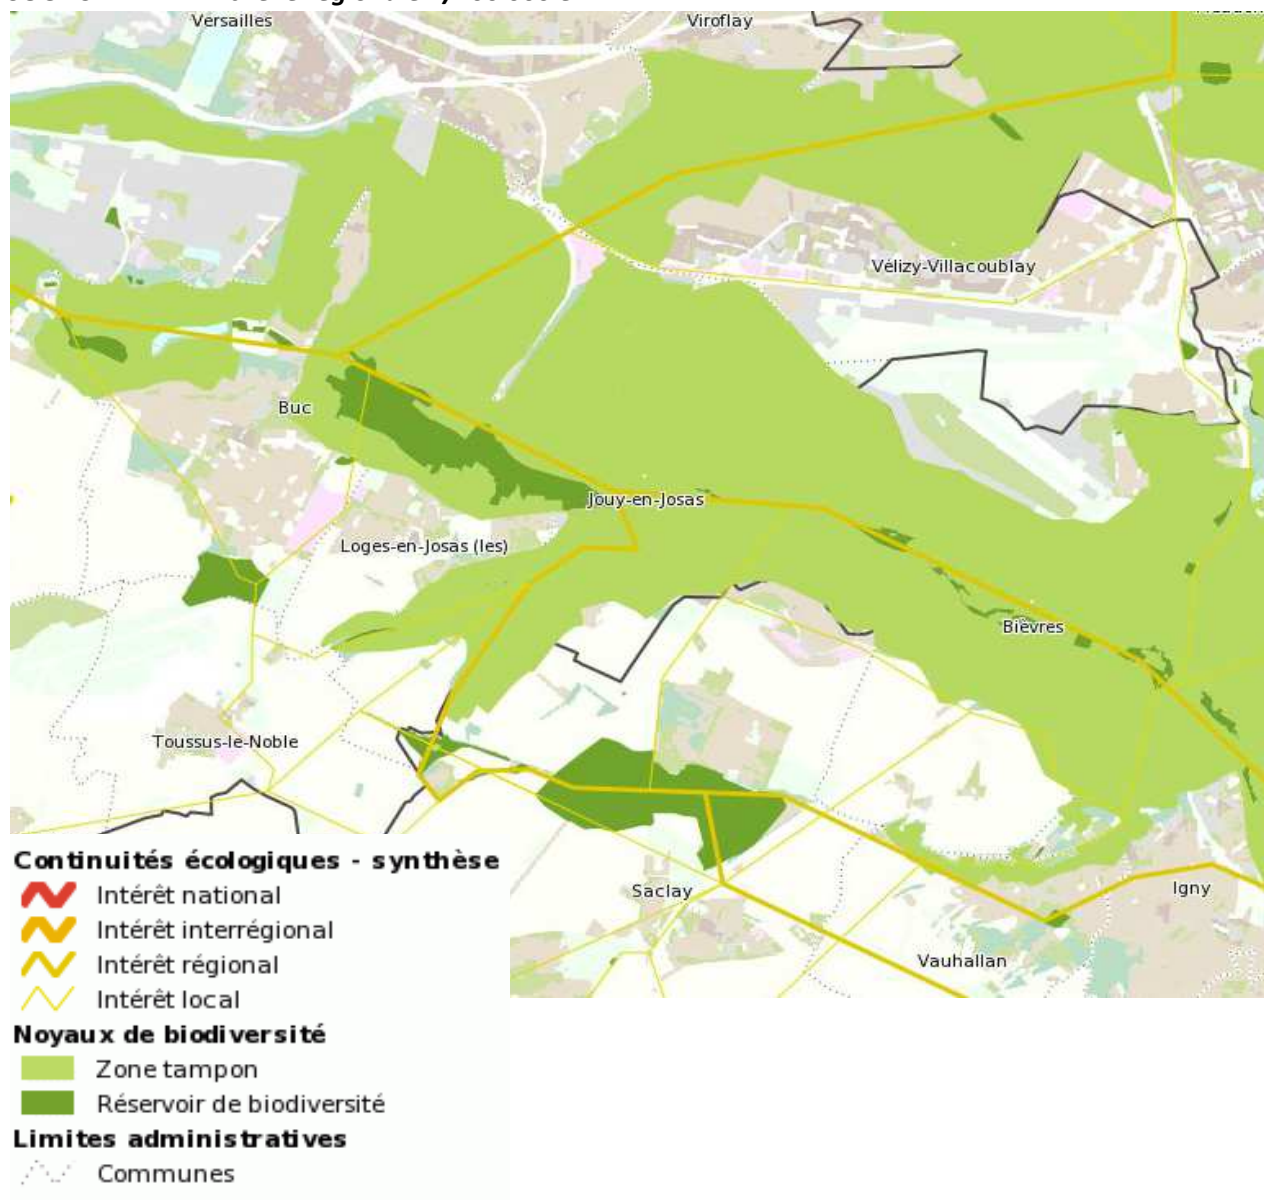 Versailles
Viroflay
Vélizy-Villacoublay
Buc
Jouy-en-Josas
Loges-en-Josas (les)
Bièvres
Toussus-le-Noble
Saclay
Igny
Vauhallan
Continuités écologiques - synthèse
Intérêt national
Intérêt interrégional
Intérêt régional
Intérêt local
Noyaux de biodiversité
Zone tampon
Réservoir de biodiversité
Limites administratives
Communes